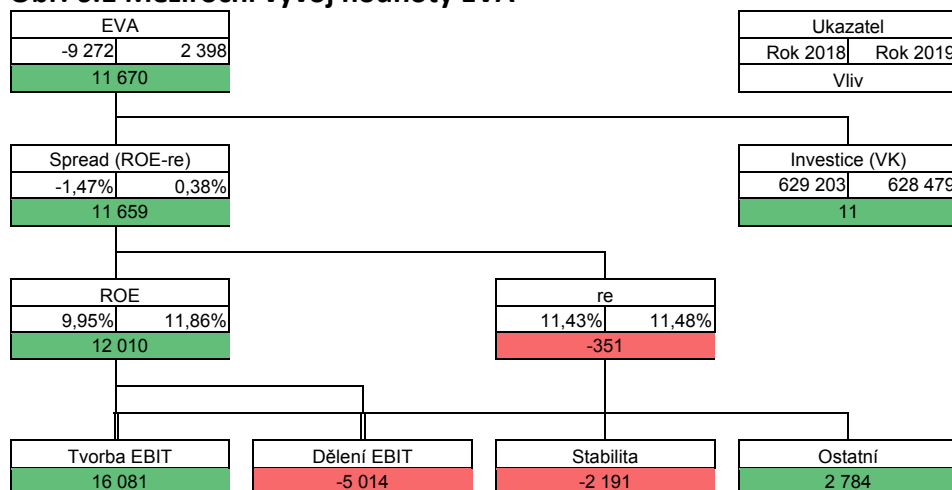 Obr. 6.2 Meziroční vývoj hodnoty EVA
EVA
-9 272 2 398
11 670
Ukazatel
Rok 2018 Rok 2019
Vliv
Spread (ROE-re)
-1,47% 0,38%
11 659
Investice (VK)
629 203 628 479
11
ROE
9,95% 11,86%
12 010
re
11,43% 11,48%
-351
Tvorba EBIT
16 081
Dělení EBIT
-5 014
Stabilita
-2 191
Ostatní
2 784